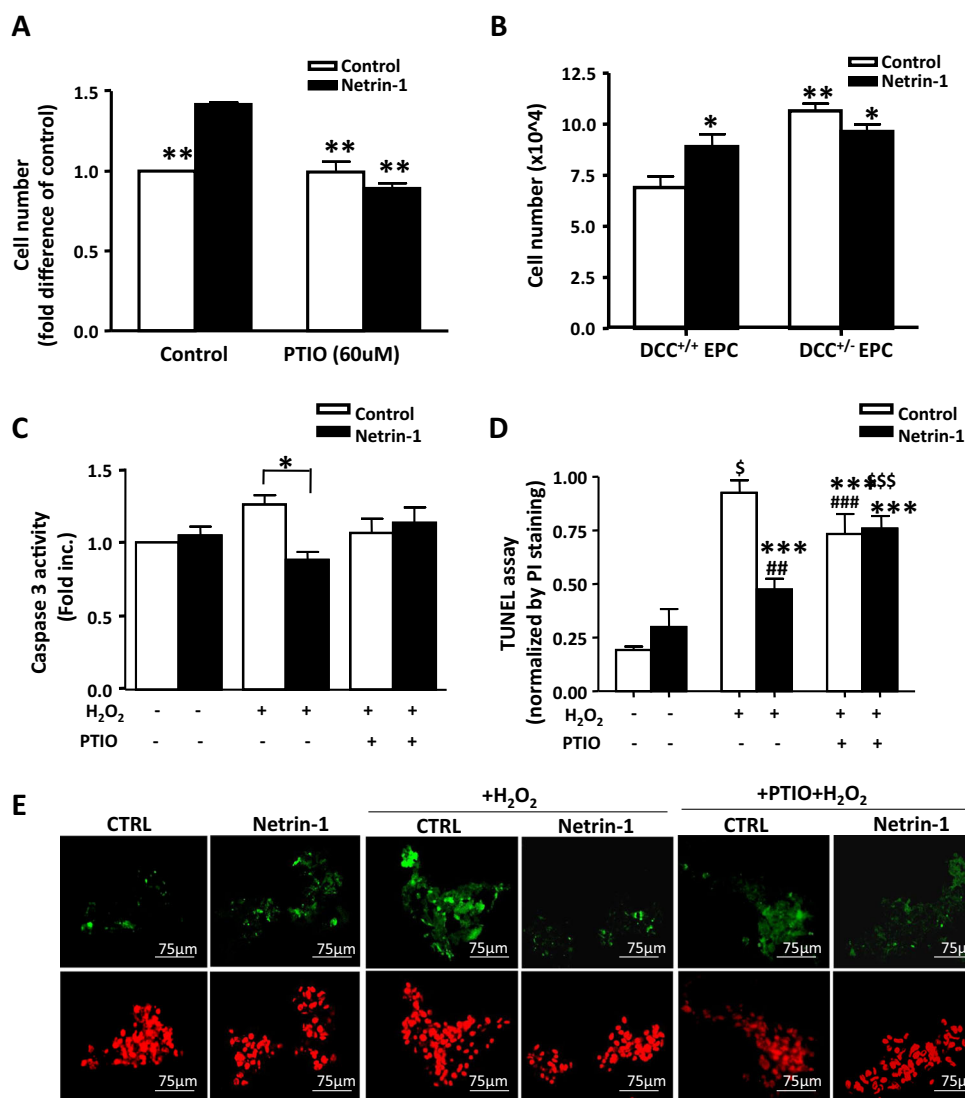 A
Control
Netrin-1
Cell number
(fold difference of control)
1.5
1.0
0.5
0.0
**
**
**
Control
PTIO (60uM)
B
Control
Netrin-1
Cell number (x10^4)
12.5
10.0
7.5
5.0
2.5
0.0
*
**
*
DCC+/+ EPC
DCC+/- EPC
C
Control
Netrin-1
Caspase 3 activity
(Fold inc.)
1.5
1.0
0.5
0.0
*
H₂O₂ - - + + + +
PTIO - - - - + +
D
Control
Netrin-1
TUNEL assay
(normalized by PI staining)
1.00
0.75
0.50
0.25
0.00
$
***
##
***
###
$$$
***
H₂O₂ - - + + + +
PTIO - - - - + +
E
+H₂O₂
+PTIO+H₂O₂
CTRL Netrin-1 CTRL Netrin-1 CTRL Netrin-1
75µm 75µm 75µm 75µm 75µm 75µm
75µm 75µm 75µm 75µm 75µm 75µm